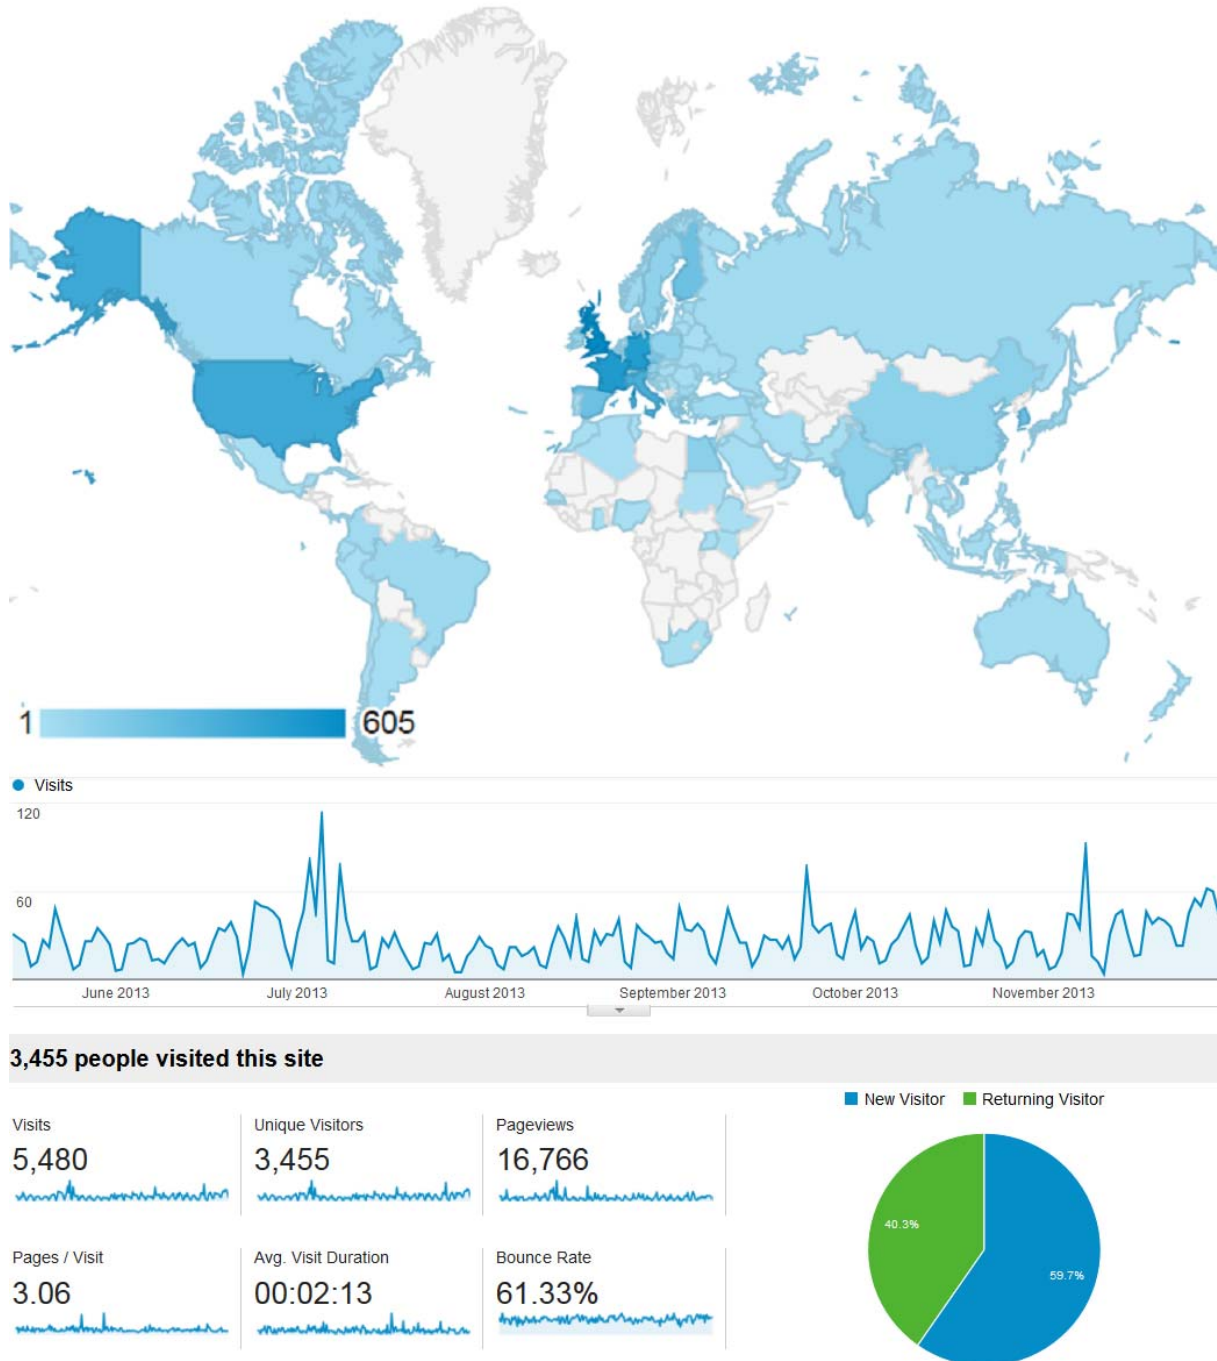 1 605
Visits
120
60
June 2013 July 2013 August 2013 September 2013 October 2013 November 2013
3,455 people visited this site
New Visitor Returning Visitor
Visits Unique Visitors Pageviews
5,480 3,455 16,766
40.3%
59.7%
Pages / Visit Avg. Visit Duration Bounce Rate
3.06 00:02:13 61.33%